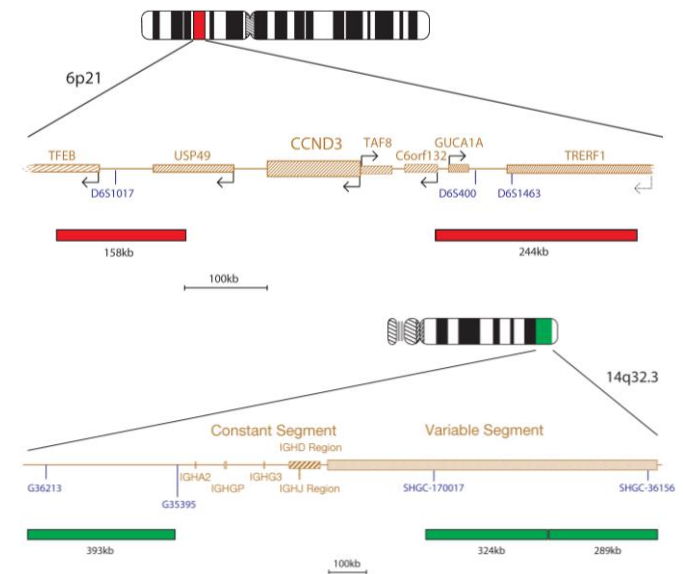 6p21
CCND3
TAF8
GUCA1A
TFEB
USP49
C6orf132
TRERF1
D6S1017
D6S400
D6S1463
158kb
244kb
100kb
14q32.3
Constant Segment
Variable Segment
IGHD Region
IGHA2
IGHG3
IGHGP
IGHJ Region
G36213
G35395
SHGC-170017
SHGC-36156
393kb
324kb
289kb
100kb